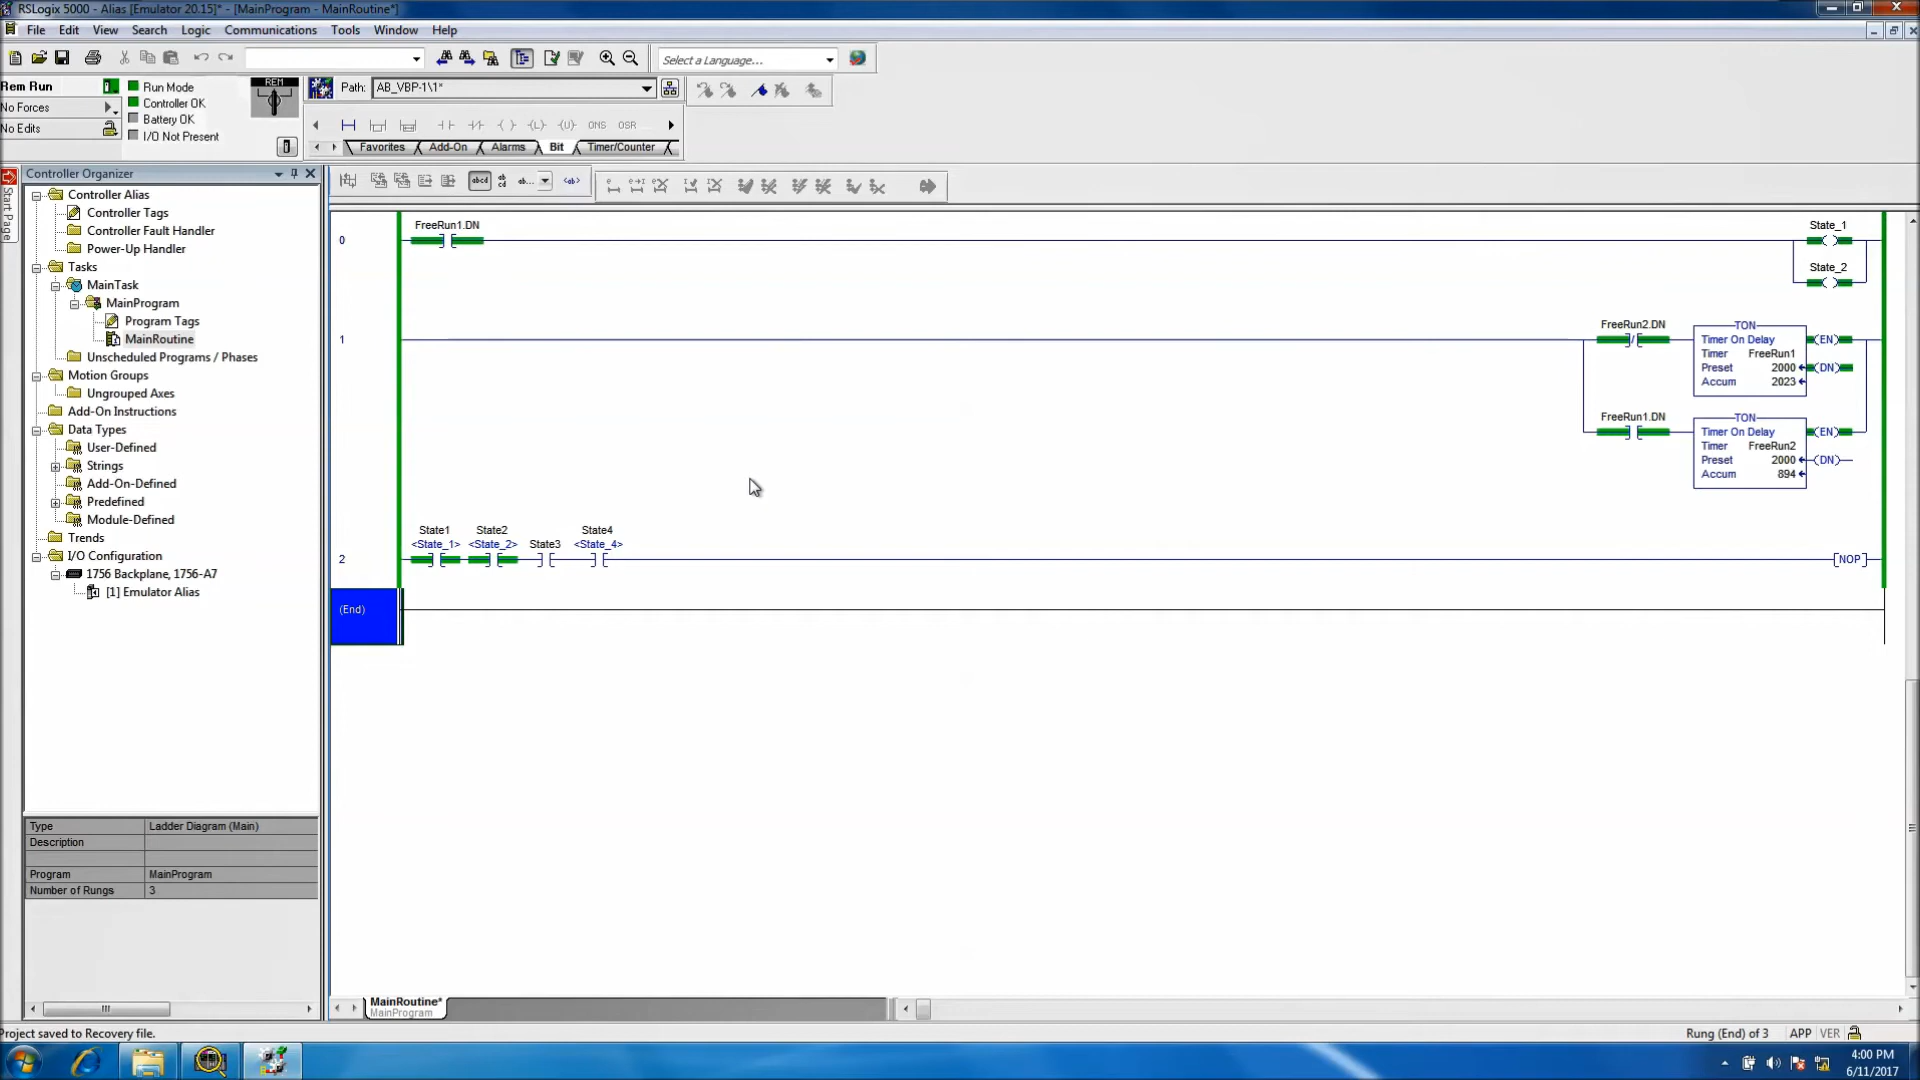 RSLogix 5000 - Alias [Emulator 20.15]* - [MainProgram - MainRoutine*]
File Edit View Search Logic Communications Tools Window Help
Select a Language...
Rem Run
No Forces
No Edits
Run Mode
Controller OK
Battery OK
I/O Not Present
REM
Path: AB_VBP-1\1*
(L) (U) ONS OSR
Favorites Add-On Alarms Bit Timer/Counter
Start Page
Controller Organizer
Controller Alias
Controller Tags
Controller Fault Handler
Power-Up Handler
Tasks
MainTask
MainProgram
Program Tags
MainRoutine
Unscheduled Programs / Phases
Motion Groups
Ungrouped Axes
Add-On Instructions
Data Types
User-Defined
Strings
Add-On-Defined
Predefined
Module-Defined
Trends
I/O Configuration
1756 Backplane, 1756-A7
[1] Emulator Alias
Type Ladder Diagram (Main)
Description
Program MainProgram
Number of Rungs 3
abcd ab cd ab... <ab>
0
FreeRun1.DN
State_1
State_2
1
FreeRun2.DN
TON
Timer On Delay
Timer FreeRun1
Preset 2000
Accum 2023
EN
DN
FreeRun1.DN
TON
Timer On Delay
Timer FreeRun2
Preset 2000
Accum 894
EN
DN
2
State1 State2 State3 State4
<State_1> <State_2> <State_4>
NOP
(End)
MainRoutine*
MainProgram
Project saved to Recovery file.
Rung (End) of 3 APP VER
4:00 PM
6/11/2017